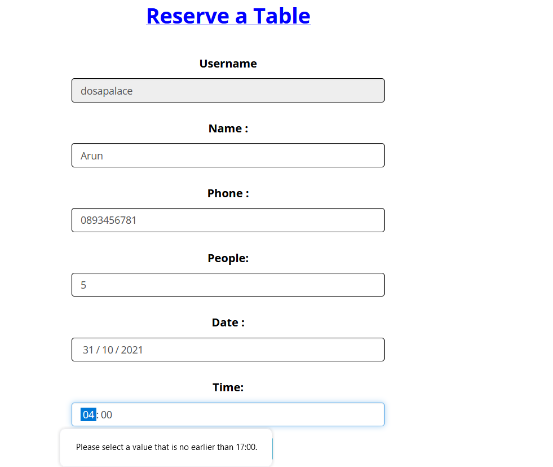 Reserve a Table
Username
dosapalace
Name :
Arun
Phone :
0893456781
People:
5
Date :
31 / 10 / 2021
Time:
04 : 00
Please select a value that is no earlier than 17:00.